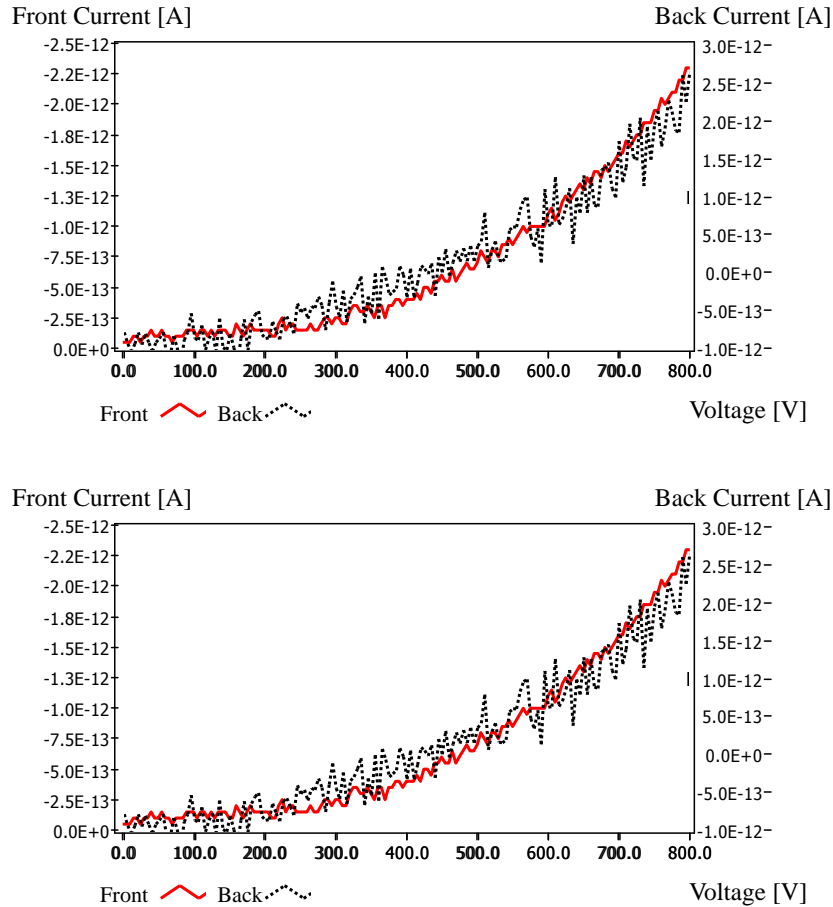 Front Current [A] Back Current [A]
-2.5E-12 3.0E-12
-2.2E-12 2.5E-12
-2.0E-12 2.0E-12
-1.8E-12 1.5E-12
-1.5E-12 1.0E-12
-1.3E-12 5.0E-13
-1.0E-12 0.0E+0
-7.5E-13 -5.0E-13
-5.0E-13 -1.0E-12
-2.5E-13
0.0E+0
0.0 100.0 200.0 300.0 400.0 500.0 600.0 700.0 800.0
Front Back Voltage [V]
Front Current [A] Back Current [A]
-2.5E-12 3.0E-12
-2.2E-12 2.5E-12
-2.0E-12 2.0E-12
-1.8E-12 1.5E-12
-1.5E-12 1.0E-12
-1.3E-12 5.0E-13
-1.0E-12 0.0E+0
-7.5E-13 -5.0E-13
-5.0E-13 -1.0E-12
-2.5E-13
0.0E+0
0.0 100.0 200.0 300.0 400.0 500.0 600.0 700.0 800.0
Front Back Voltage [V]